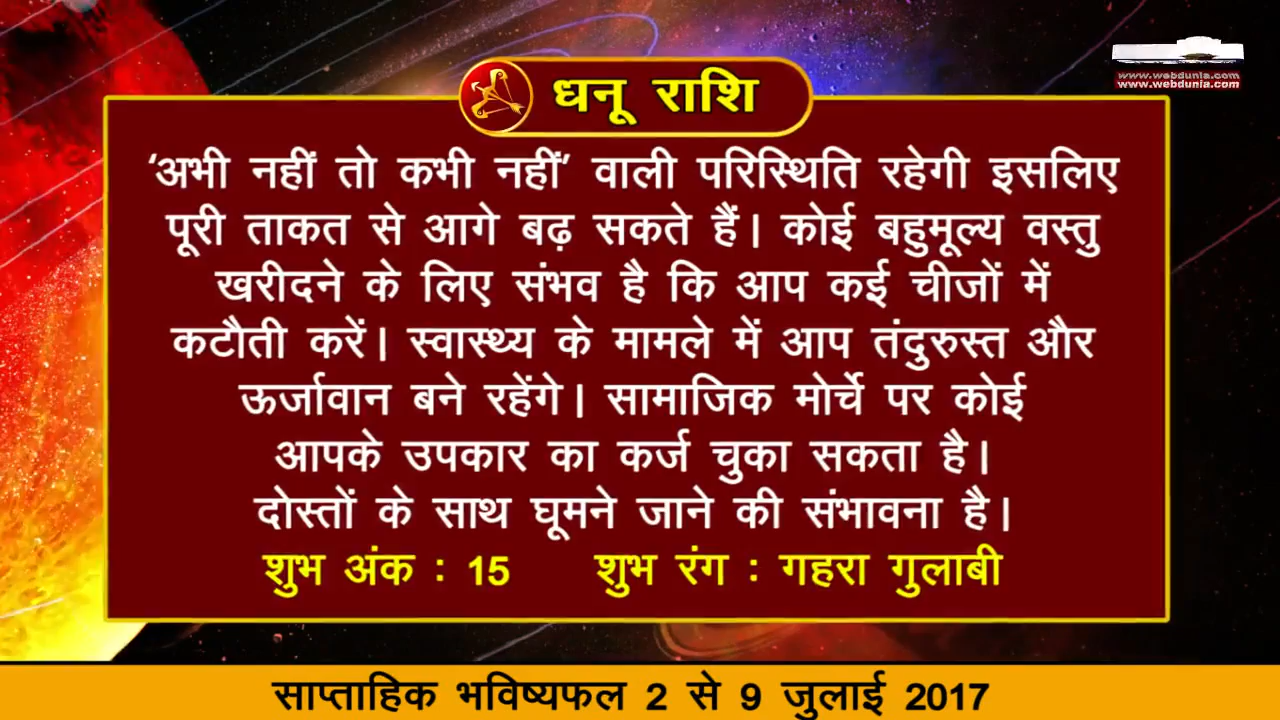 www.webdunia.com
www.webdunia.com
धनू राशि
‘अभी नहीं तो कभी नहीं’ वाली परिस्थिति रहेगी इसलिए
पूरी ताकत से आगे बढ़ सकते हैं। कोई बहुमूल्य वस्तु
खरीदने के लिए संभव है कि आप कई चीजों में
कटौती करें। स्वास्थ्य के मामले में आप तंदुरुस्त और
ऊर्जावान बने रहेंगे। सामाजिक मोर्चे पर कोई
आपके उपकार का कर्ज चुका सकता है।
दोस्तों के साथ घूमने जाने की संभावना है।
शुभ अंक : 15 शुभ रंग : गहरा गुलाबी
साप्ताहिक भविष्यफल 2 से 9 जुलाई 2017